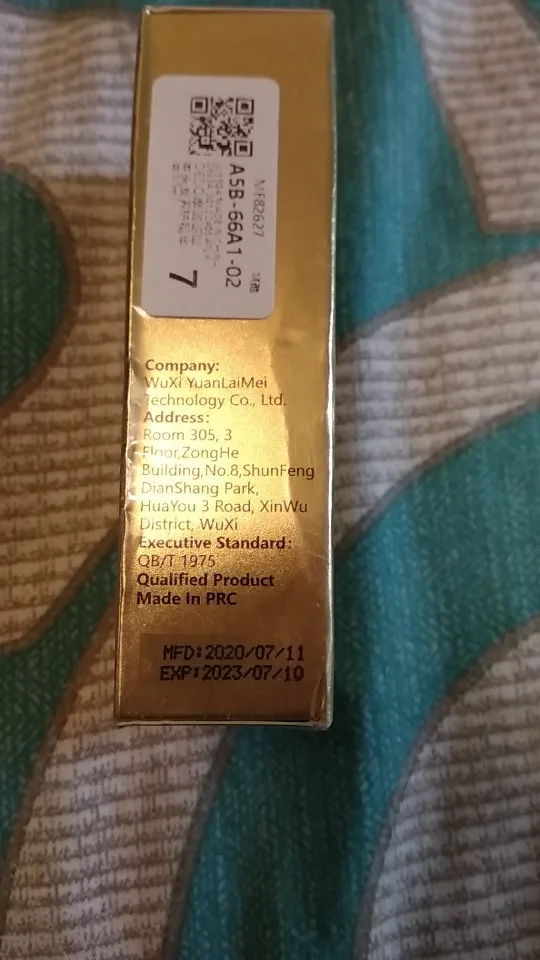 MF82627
A5B-66A1-02
7
Company:
WuXi YuanLaiMei
Technology Co., Ltd.
Address:
Room 305, 3
Floor,ZongHe
Building,No.8,ShunFeng
DianShang Park,
HuaYou 3 Road, XinWu
District, WuXi
Executive Standard:
QB/T 1975
Qualified Product
Made In PRC
MFD:2020/07/11
EXP:2023/07/10